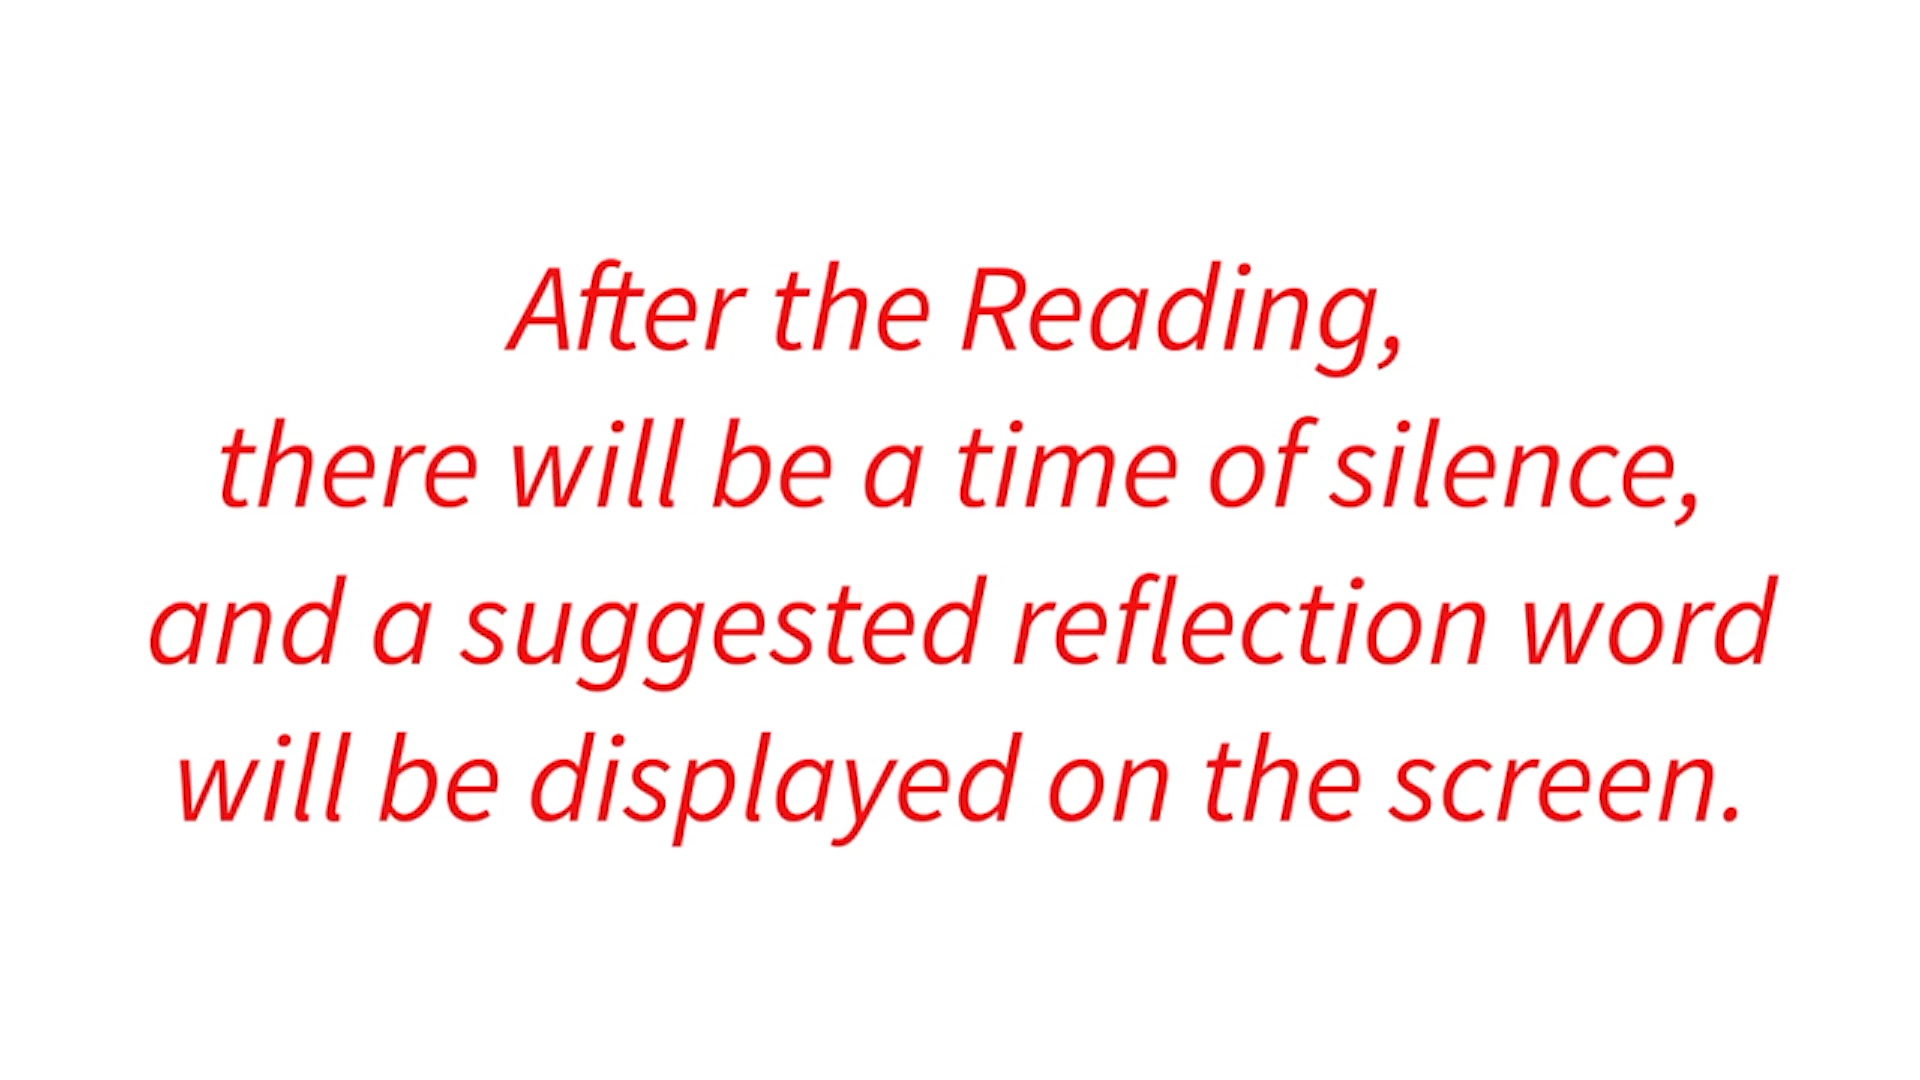 After the Reading,
there will be a time of silence,
and a suggested reflection word
will be displayed on the screen.